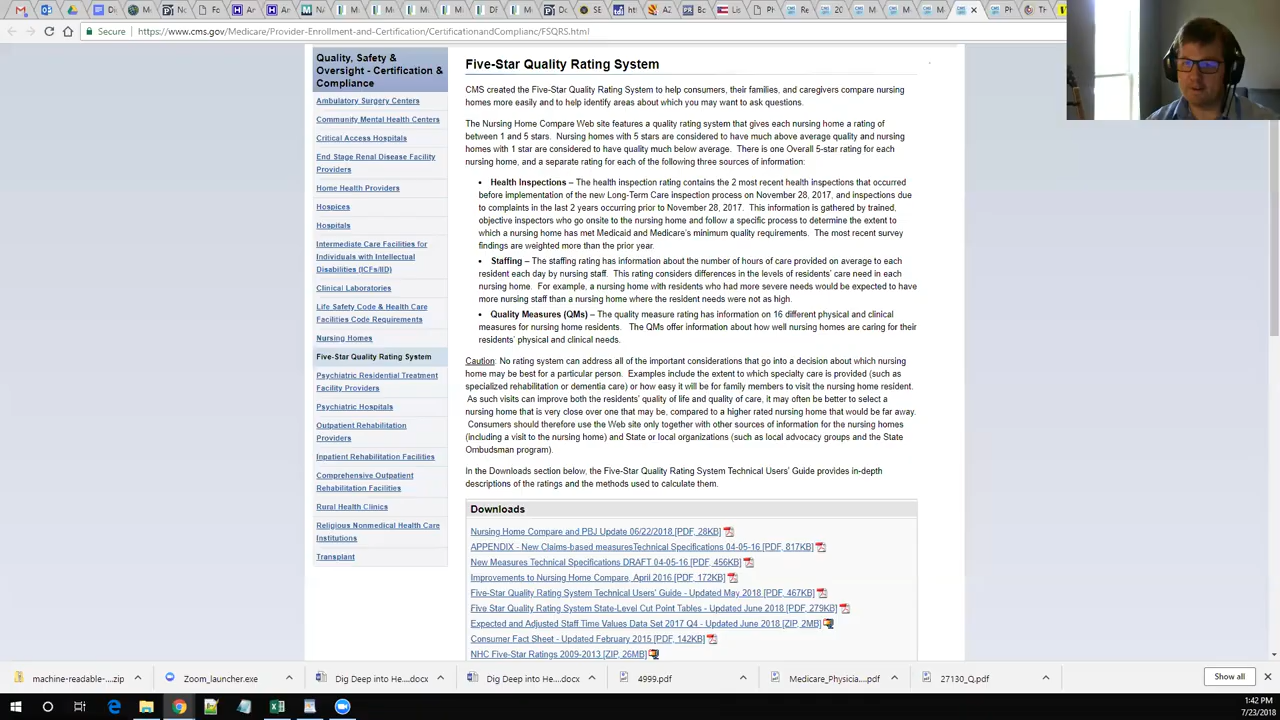 Secure
https://www.cms.gov/Medicare/Provider-Enrollment-and-Certification/CertificationandComplianc/FSQRS.html
Quality, Safety &
Oversight - Certification &
Compliance
Ambulatory Surgery Centers
Community Mental Health Centers
Critical Access Hospitals
End Stage Renal Disease Facility
Providers
Home Health Providers
Hospices
Hospitals
Intermediate Care Facilities for
Individuals with Intellectual
Disabilities (ICFs/IID)
Clinical Laboratories
Life Safety Code & Health Care
Facilities Code Requirements
Nursing Homes
Five-Star Quality Rating System
Psychiatric Residential Treatment
Facility Providers
Psychiatric Hospitals
Outpatient Rehabilitation
Providers
Inpatient Rehabilitation Facilities
Comprehensive Outpatient
Rehabilitation Facilities
Rural Health Clinics
Religious Nonmedical Health Care
Institutions
Transplant
Five-Star Quality Rating System
CMS created the Five-Star Quality Rating System to help consumers, their families, and caregivers compare nursing
homes more easily and to help identify areas about which you may want to ask questions.
The Nursing Home Compare Web site features a quality rating system that gives each nursing home a rating of
between 1 and 5 stars. Nursing homes with 5 stars are considered to have much above average quality and nursing
homes with 1 star are considered to have quality much below average. There is one Overall 5-star rating for each
nursing home, and a separate rating for each of the following three sources of information:
• Health Inspections – The health inspection rating contains the 2 most recent health inspections that occurred
before implementation of the new Long-Term Care inspection process on November 28, 2017, and inspections due
to complaints in the last 2 years occurring prior to November 28, 2017. This information is gathered by trained,
objective inspectors who go onsite to the nursing home and follow a specific process to determine the extent to
which a nursing home has met Medicaid and Medicare's minimum quality requirements. The most recent survey
findings are weighted more than the prior year.
• Staffing – The staffing rating has information about the number of hours of care provided on average to each
resident each day by nursing staff. This rating considers differences in the levels of residents' care need in each
nursing home. For example, a nursing home with residents who had more severe needs would be expected to have
more nursing staff than a nursing home where the resident needs were not as high.
• Quality Measures (QMs) – The quality measure rating has information on 16 different physical and clinical
measures for nursing home residents. The QMs offer information about how well nursing homes are caring for their
residents' physical and clinical needs.
Caution: No rating system can address all of the important considerations that go into a decision about which nursing
home may be best for a particular person. Examples include the extent to which specialty care is provided (such as
specialized rehabilitation or dementia care) or how easy it will be for family members to visit the nursing home resident.
As such visits can improve both the residents' quality of life and quality of care, it may often be better to select a
nursing home that is very close over one that may be, compared to a higher rated nursing home that would be far away.
Consumers should therefore use the Web site only together with other sources of information for the nursing homes
(including a visit to the nursing home) and State or local organizations (such as local advocacy groups and the State
Ombudsman program).
In the Downloads section below, the Five-Star Quality Rating System Technical Users' Guide provides in-depth
descriptions of the ratings and the methods used to calculate them.
Downloads
Nursing Home Compare and PBJ Update 06/22/2018 [PDF, 28KB]
APPENDIX - New Claims-based measuresTechnical Specifications 04-05-16 [PDF, 817KB]
New Measures Technical Specifications DRAFT 04-05-16 [PDF, 456KB]
Improvements to Nursing Home Compare, April 2016 [PDF, 172KB]
Five-Star Quality Rating System Technical Users' Guide - Updated May 2018 [PDF, 467KB]
Five Star Quality Rating System State-Level Cut Point Tables - Updated June 2018 [PDF, 279KB]
Expected and Adjusted Staff Time Values Data Set 2017 Q4 - Updated June 2018 [ZIP, 2MB]
Consumer Fact Sheet - Updated February 2015 [PDF, 142KB]
NHC Five-Star Ratings 2009-2013 [ZIP, 26MB]
machine-readable-....zip
Zoom_launcher.exe
Dig Deep into He....docx
Dig Deep into He....docx
4999.pdf
Medicare_Physicia....pdf
27130_Q.pdf
Show all
1:42 PM
7/23/2018